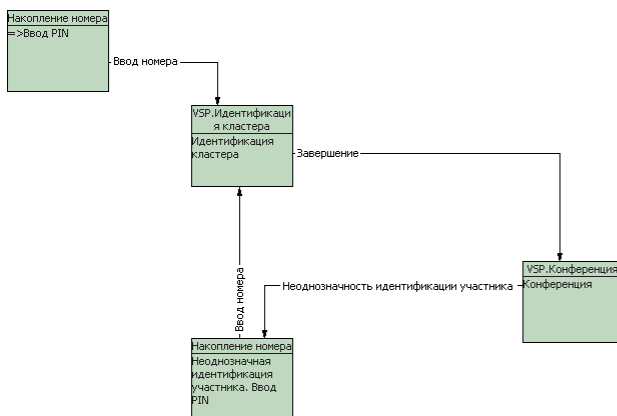 Накопление номера
=>Ввод PIN
Ввод номера
VSP.Идентификаци
я кластера
Идентификация
кластера
Завершение
VSP.Конференция
Конференция
Неоднозначность идентификации участника
Ввод номера
Накопление номера
Неоднозначная
идентификация
участника. Ввод
PIN